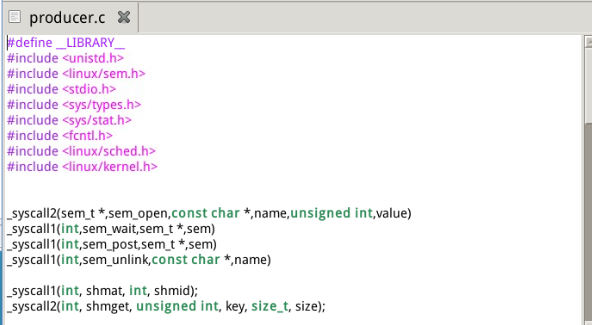 producer.c
#define __LIBRARY__
#include <unistd.h>
#include <linux/sem.h>
#include <stdio.h>
#include <sys/types.h>
#include <sys/stat.h>
#include <fcntl.h>
#include <linux/sched.h>
#include <linux/kernel.h>
_syscall2(sem_t *,sem_open,const char *,name,unsigned int,value)
_syscall1(int,sem_wait,sem_t *,sem)
_syscall1(int,sem_post,sem_t *,sem)
_syscall1(int,sem_unlink,const char *,name)
_syscall1(int, shmat, int, shmid);
_syscall2(int, shmget, unsigned int, key, size_t, size);